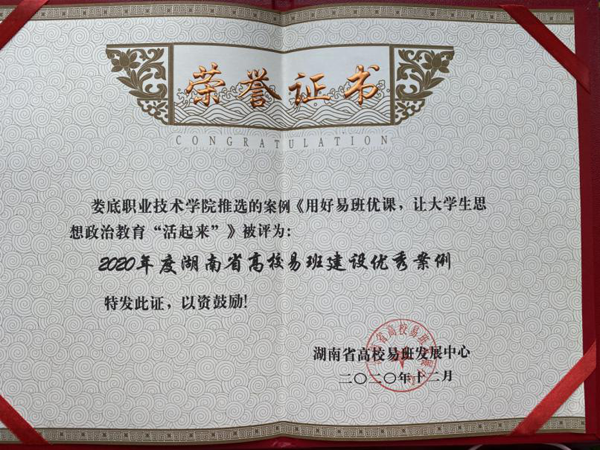 荣誉证书
CONGRATULATION
娄底职业技术学院推选的案例《用好易班优课，让大学生思
想政治教育“活起来”》被评为：
2020年度湖南省高校易班建设优秀案例
特发此证，以资鼓励！
湖南省高校易班发展中心
二〇二〇年十二月